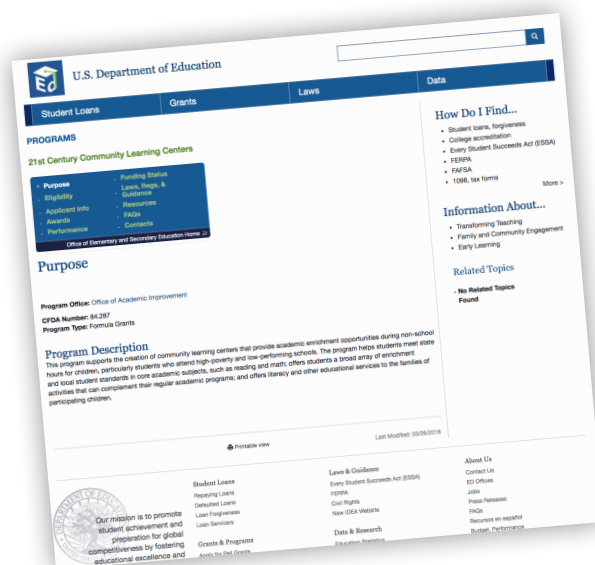 U.S. Department of Education
Student Loans
Grants
Laws
Data
PROGRAMS
21st Century Community Learning Centers
Purpose
Eligibility
Applicant Info
Awards
Performance
Funding Status
Laws, Regs, &
Guidance
Resources
FAQs
Contacts
Office of Elementary and Secondary Education Home
Purpose
Program Office: Office of Academic Improvement
CFDA Number: 84.287
Program Type: Formula Grants
Program Description
This program supports the creation of community learning centers that provide academic enrichment opportunities during non-school
hours for children, particularly students who attend high-poverty and low-performing schools. The program helps students meet state
and local student standards in core academic subjects, such as reading and math; offers students a broad array of enrichment
activities that can complement their regular academic programs; and offers literacy and other educational services to the families of
participating children.
Printable view
Last Modified: 03/26/2018
How Do I Find...
• Student loans, forgiveness
• College accreditation
• Every Student Succeeds Act (ESSA)
• FERPA
• FAFSA
• 1098, tax forms
More >
Information About...
• Transforming Teaching
• Family and Community Engagement
• Early Learning
Related Topics
- No Related Topics
Found
Our mission is to promote
student achievement and
preparation for global
competitiveness by fostering
educational excellence and
Student Loans
Repaying Loans
Defaulted Loans
Loan Forgiveness
Loan Servicers
Grants & Programs
Apply for Pell Grants
Laws & Guidance
Every Student Succeeds Act (ESSA)
FERPA
Civil Rights
New IDEA Website
Data & Research
Education Statistics
About Us
Contact Us
ED Offices
Jobs
Press Releases
FAQs
Recursos en español
Budget, Performance